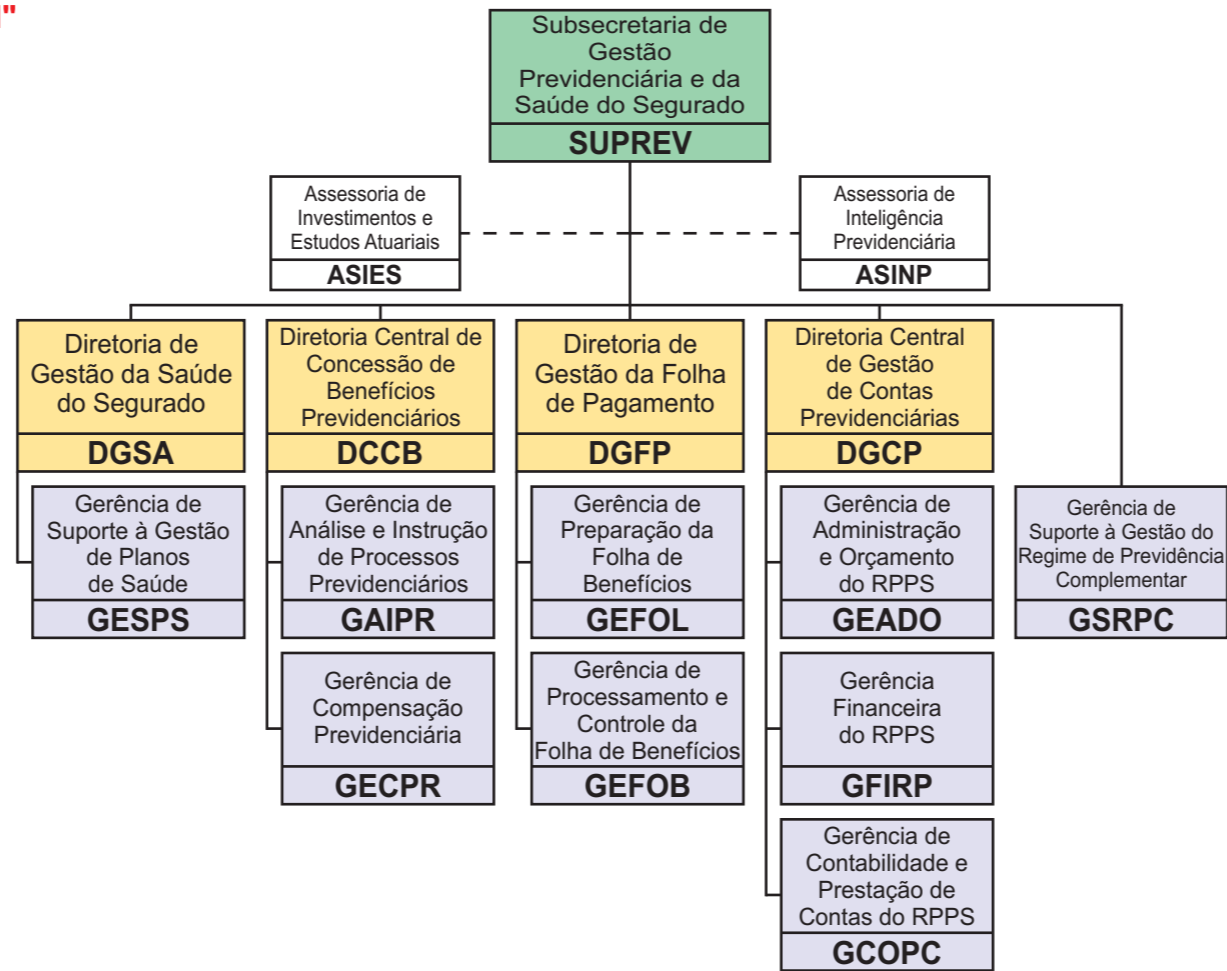 "
Subsecretaria de
Gestão
Previdenciária e da
Saúde do Segurado
SUPREV
Assessoria de
Investimentos e
Estudos Atuariais
ASIES
Assessoria de
Inteligência
Previdenciária
ASINP
Diretoria de
Gestão da Saúde
do Segurado
DGSA
Diretoria Central de
Concessão de
Benefícios
Previdenciários
DCCB
Diretoria de
Gestão da Folha
de Pagamento
DGFP
Diretoria Central
de Gestão
de Contas
Previdenciárias
DGCP
Gerência de
Suporte à Gestão
de Planos
de Saúde
GESPS
Gerência de
Análise e Instrução
de Processos
Previdenciários
GAIPR
Gerência de
Preparação da
Folha de
Benefícios
GEFOL
Gerência de
Administração
e Orçamento
do RPPS
GEADO
Gerência de
Suporte à Gestão do
Regime de Previdência
Complementar
GSRPC
Gerência de
Compensação
Previdenciária
GECPR
Gerência de
Processamento e
Controle da
Folha de Benefícios
GEFOB
Gerência
Financeira
do RPPS
GFIRP
Gerência de
Contabilidade e
Prestação de
Contas do RPPS
GCOPC